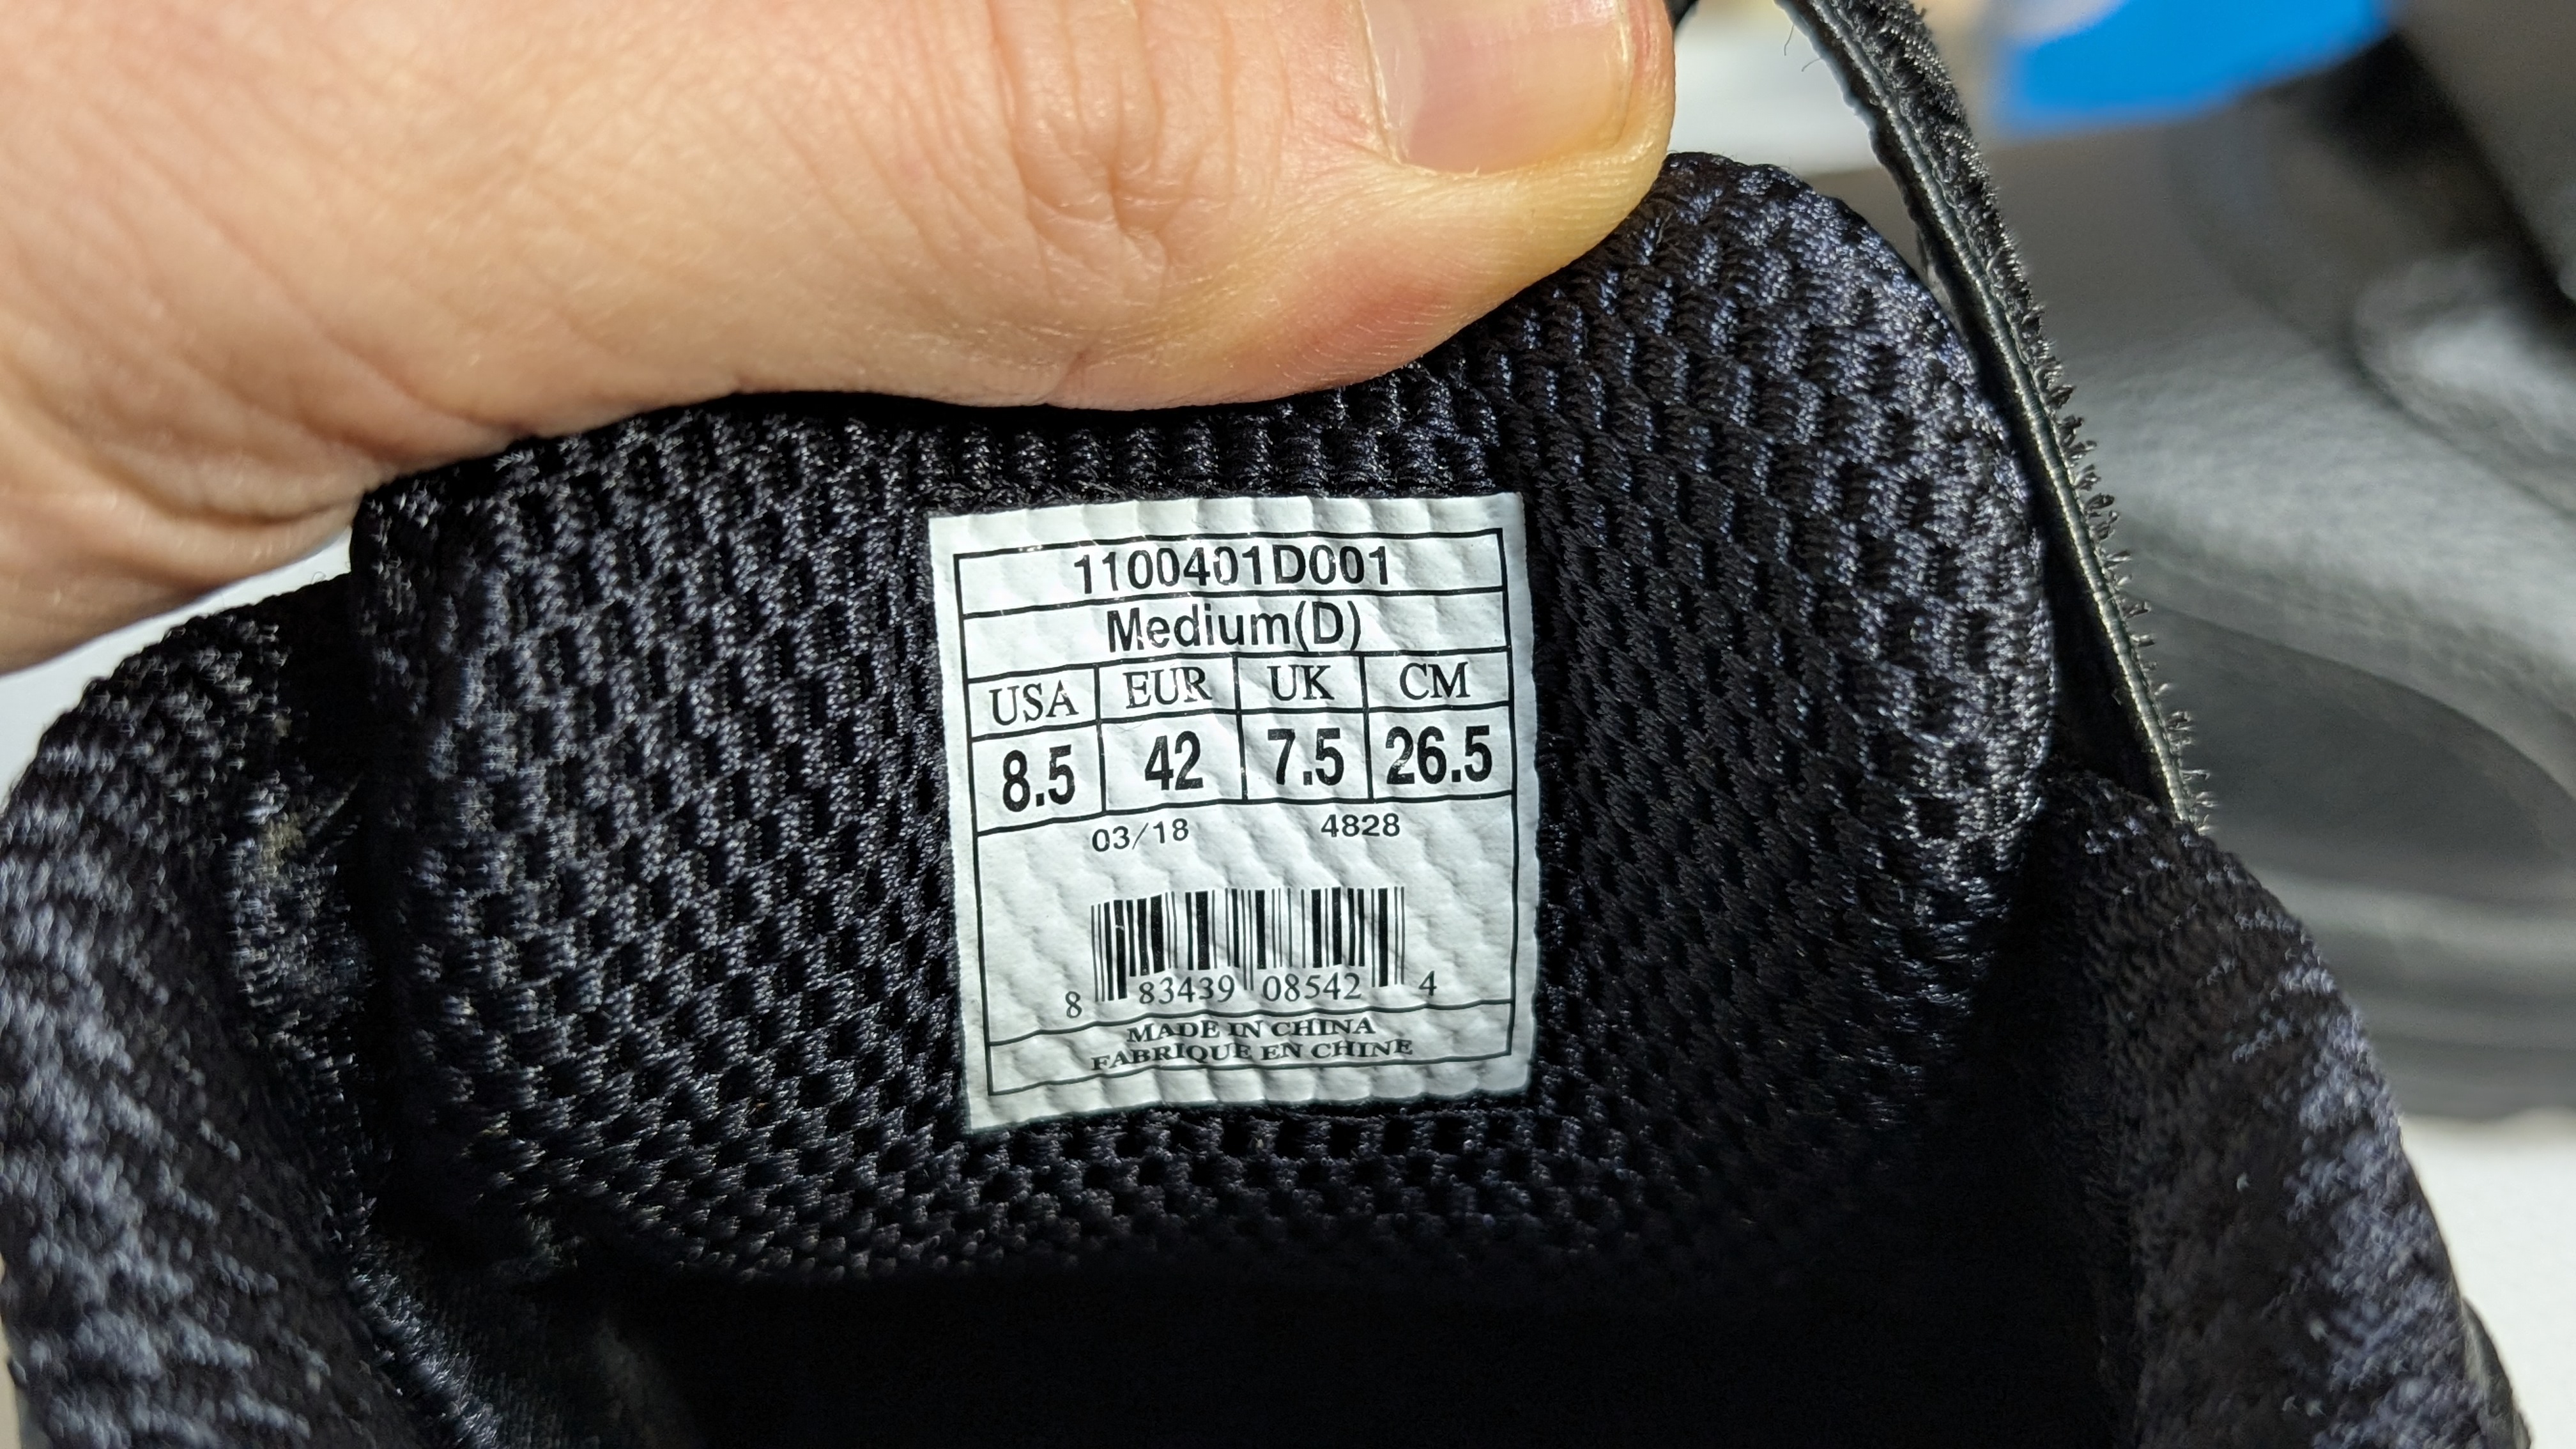 1100401D001
Medium(D)
USA EUR UK CM
8.5 42 7.5 26.5
03/18 4828
8 83439 08542 4
MADE IN CHINA
FABRIQUE EN CHINE